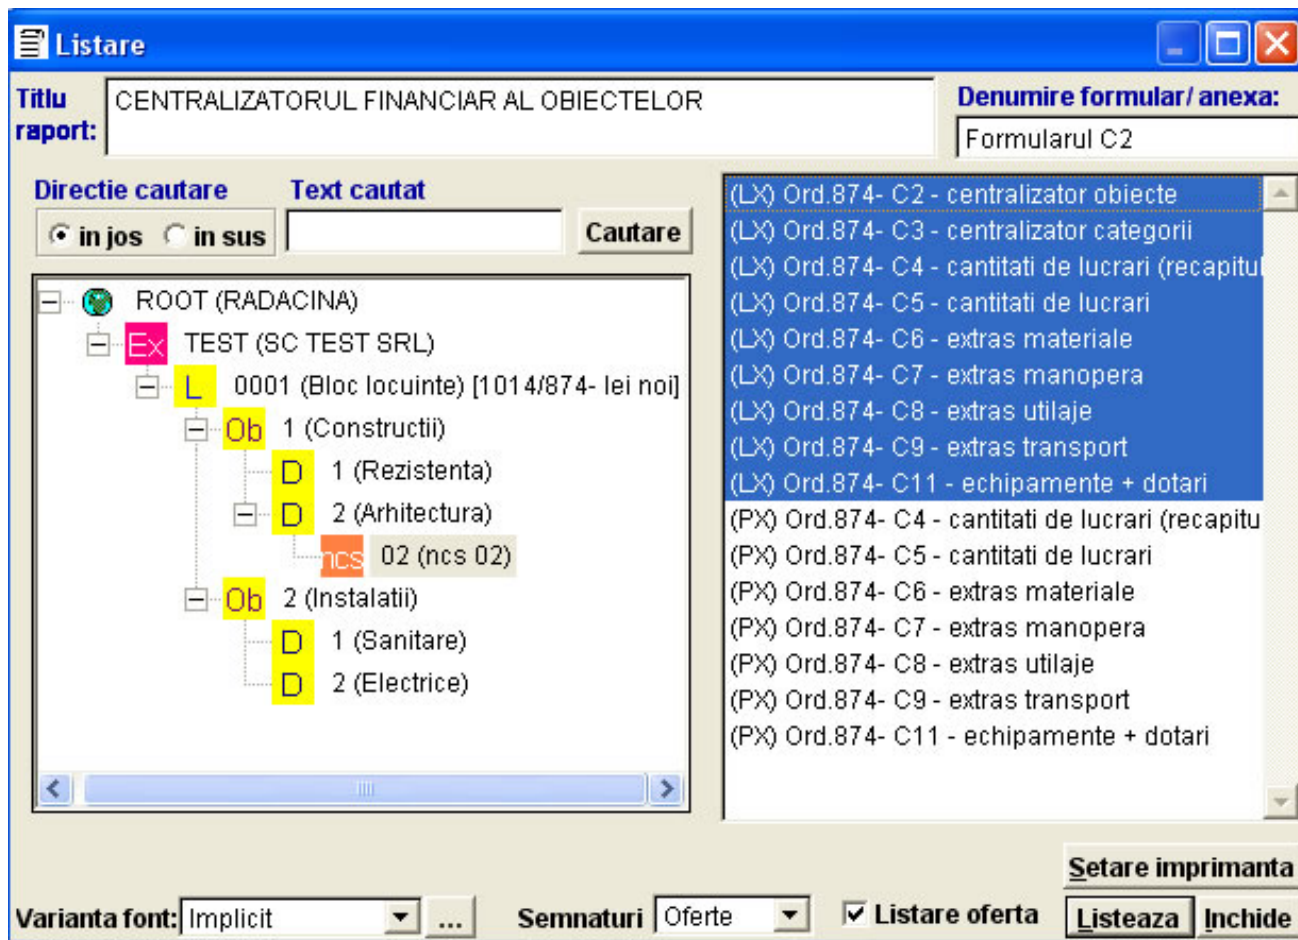 Listare
Titlu raport:
CENTRALIZATORUL FINANCIAR AL OBIECTELOR
Denumire formular/ anexa:
Formularul C2
Directie cautare
Text cautat
in jos
in sus
Cautare
ROOT (RADACINA)
Ex TEST (SC TEST SRL)
L 0001 (Bloc locuinte) [1014/874- lei noi]
Ob 1 (Constructii)
D 1 (Rezistenta)
D 2 (Arhitectura)
ncs 02 (ncs 02)
Ob 2 (Instalatii)
D 1 (Sanitare)
D 2 (Electrice)
(LX) Ord.874- C2 - centralizator obiecte
(LX) Ord.874- C3 - centralizator categorii
(LX) Ord.874- C4 - cantitati de lucrari (recapitul
(LX) Ord.874- C5 - cantitati de lucrari
(LX) Ord.874- C6 - extras materiale
(LX) Ord.874- C7 - extras manopera
(LX) Ord.874- C8 - extras utilaje
(LX) Ord.874- C9 - extras transport
(LX) Ord.874- C11 - echipamente + dotari
(PX) Ord.874- C4 - cantitati de lucrari (recapitu
(PX) Ord.874- C5 - cantitati de lucrari
(PX) Ord.874- C6 - extras materiale
(PX) Ord.874- C7 - extras manopera
(PX) Ord.874- C8 - extras utilaje
(PX) Ord.874- C9 - extras transport
(PX) Ord.874- C11 - echipamente + dotari
Setare imprimanta
Varianta font: Implicit ...
Semnaturi Oferte
Listare oferta
Listeaza
Inchide